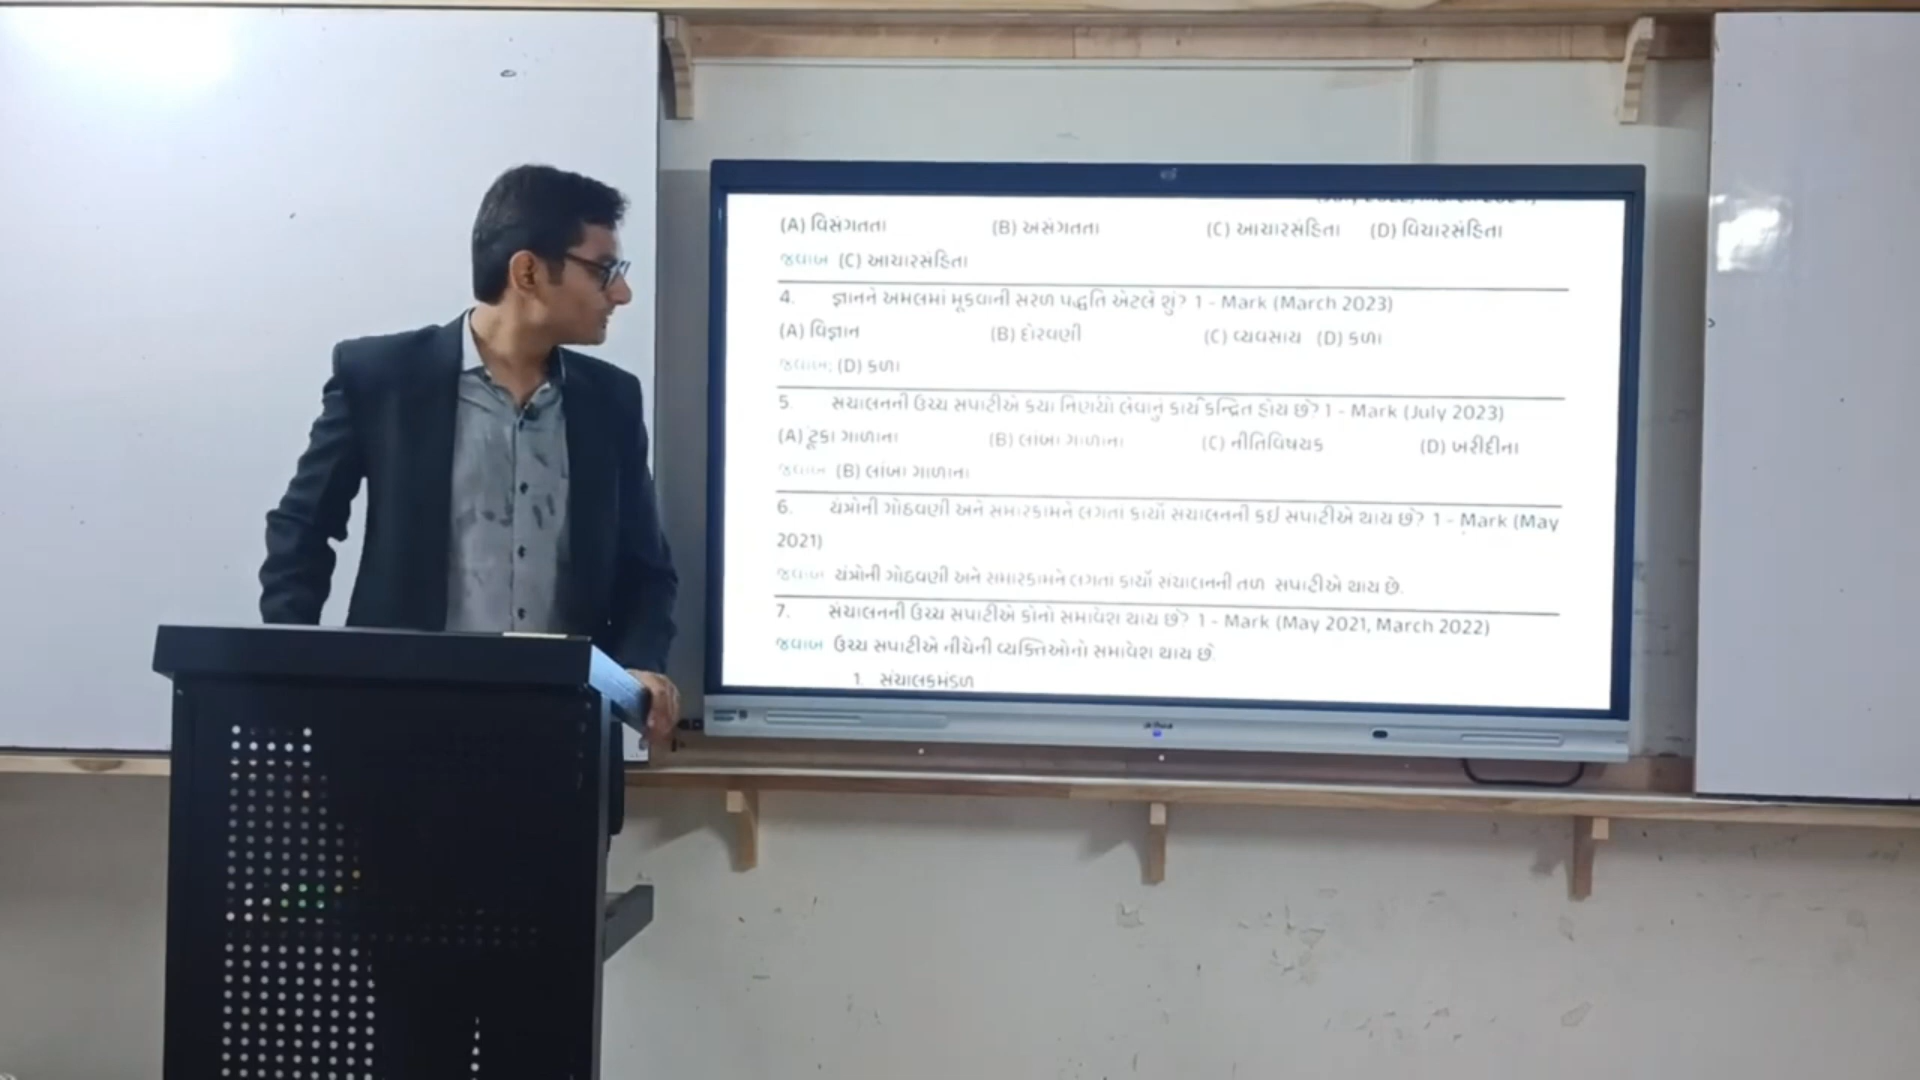 (A) વિસંગતતા (B) અસંગતતા (C) આચારસંહિતા (D) વિચારસંહિતા
જવાબ (C) આચારસંહિતા
4. જ્ઞાનને અમલમાં મૂકવાની સરળ પદ્ધતિ એટલે શું? 1 - Mark (March 2023)
(A) વિજ્ઞાન (B) દોરવણી (C) વ્યવસાય (D) કળા
જવાબ: (D) કળા
5. સંચાલનની ઉચ્ચ સપાટીએ કયા નિર્ણયો લેવાનું કાર્ય કેન્દ્રિત હોય છે? 1 - Mark (July 2023)
(A) ટૂંકા ગાળાના (B) લાંબા ગાળાના (C) નીતિવિષયક (D) ખરીદીના
જવાબ (B) લાંબા ગાળાના
6. યંત્રોની ગોઠવણી અને સમારકામને લગતાં કાર્યો સંચાલનની કઈ સપાટીએ થાય છે? 1 - Mark (May
2021)
જવાબ યંત્રોની ગોઠવણી અને સમારકામને લગતાં કાર્યો સંચાલનની તળ સપાટીએ થાય છે.
7. સંચાલનની ઉચ્ચ સપાટીએ કોનો સમાવેશ થાય છે? 1 - Mark (May 2021, March 2022)
જવાબ ઉચ્ચ સપાટીએ નીચેની વ્યક્તિઓનો સમાવેશ થાય છે.
1. સંચાલકમંડળ